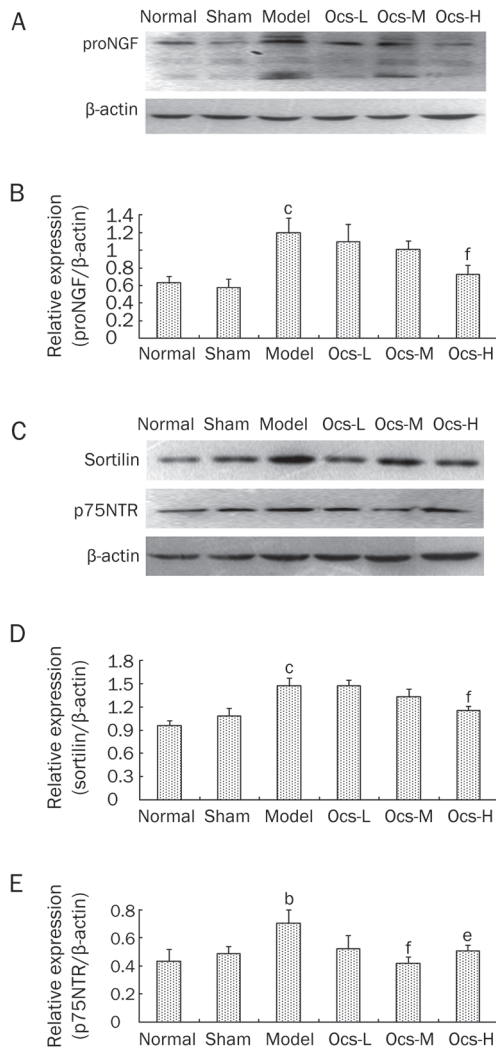 A
Normal Sham Model Ocs-L Ocs-M Ocs-H
proNGF
β-actin
B
Relative expression
(proNGF/β-actin)
1.4
1.2
1
0.8
0.6
0.4
0.2
0
c
f
Normal Sham Model Ocs-L Ocs-M Ocs-H
C
Normal Sham Model Ocs-L Ocs-M Ocs-H
Sortilin
p75NTR
β-actin
D
Relative expression
(sortilin/β-actin)
1.8
1.5
1.2
0.9
0.6
0.3
0
c
f
Normal Sham Model Ocs-L Ocs-M Ocs-H
E
Relative expression
(p75NTR/β-actin)
0.8
0.6
0.4
0.2
0
b
f
e
Normal Sham Model Ocs-L Ocs-M Ocs-H